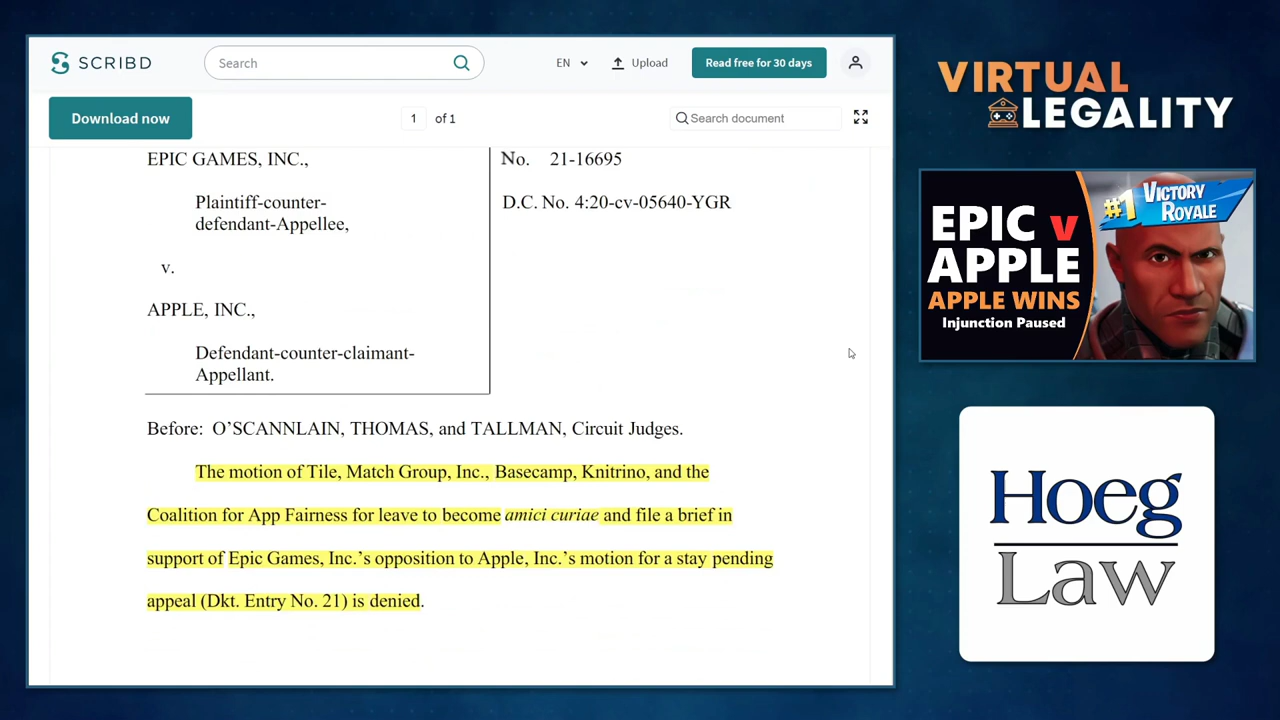 SCRIBD
Search
EN
Upload
Read free for 30 days
Download now
1 of 1
Search document
EPIC GAMES, INC.,
Plaintiff-counter-
defendant-Appellee,
v.
APPLE, INC.,
Defendant-counter-claimant-
Appellant.
No. 21-16695
D.C. No. 4:20-cv-05640-YGR
Before: O’SCANNLAIN, THOMAS, and TALLMAN, Circuit Judges.
The motion of Tile, Match Group, Inc., Basecamp, Knitrino, and the
Coalition for App Fairness for leave to become amici curiae and file a brief in
support of Epic Games, Inc.’s opposition to Apple, Inc.’s motion for a stay pending
appeal (Dkt. Entry No. 21) is denied.
VIRTUAL
LEGALITY
EPIC v
APPLE
APPLE WINS
Injunction Paused
#1 VICTORY
ROYALE
Hoeg
Law